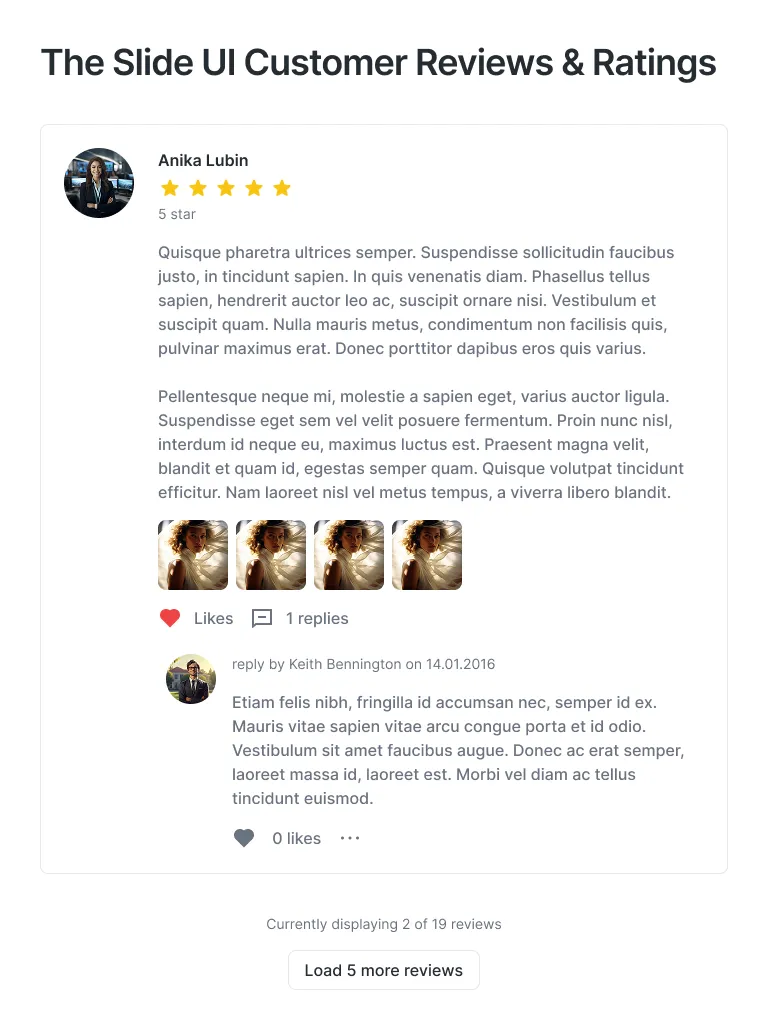 The Slide UI Customer Reviews & Ratings
Anika Lubin
5 star
Quisque pharetra ultrices semper. Suspendisse sollicitudin faucibus
justo, in tincidunt sapien. In quis venenatis diam. Phasellus tellus
sapien, hendrerit auctor leo ac, suscipit ornare nisi. Vestibulum et
suscipit quam. Nulla mauris metus, condimentum non facilisis quis,
pulvinar maximus erat. Donec porttitor dapibus eros quis varius.
Pellentesque neque mi, molestie a sapien eget, varius auctor ligula.
Suspendisse eget sem vel velit posuere fermentum. Proin nunc nisl,
interdum id neque eu, maximus luctus est. Praesent magna velit,
blandit et quam id, egestas semper quam. Quisque volutpat tincidunt
efficitur. Nam laoreet nisl vel metus tempus, a viverra libero blandit.
Likes 1 replies
reply by Keith Bennington on 14.01.2016
Etiam felis nibh, fringilla id accumsan nec, semper id ex.
Mauris vitae sapien vitae arcu congue porta et id odio.
Vestibulum sit amet faucibus augue. Donec ac erat semper,
laoreet massa id, laoreet est. Morbi vel diam ac tellus
tincidunt euismod.
0 likes
Currently displaying 2 of 19 reviews
Load 5 more reviews